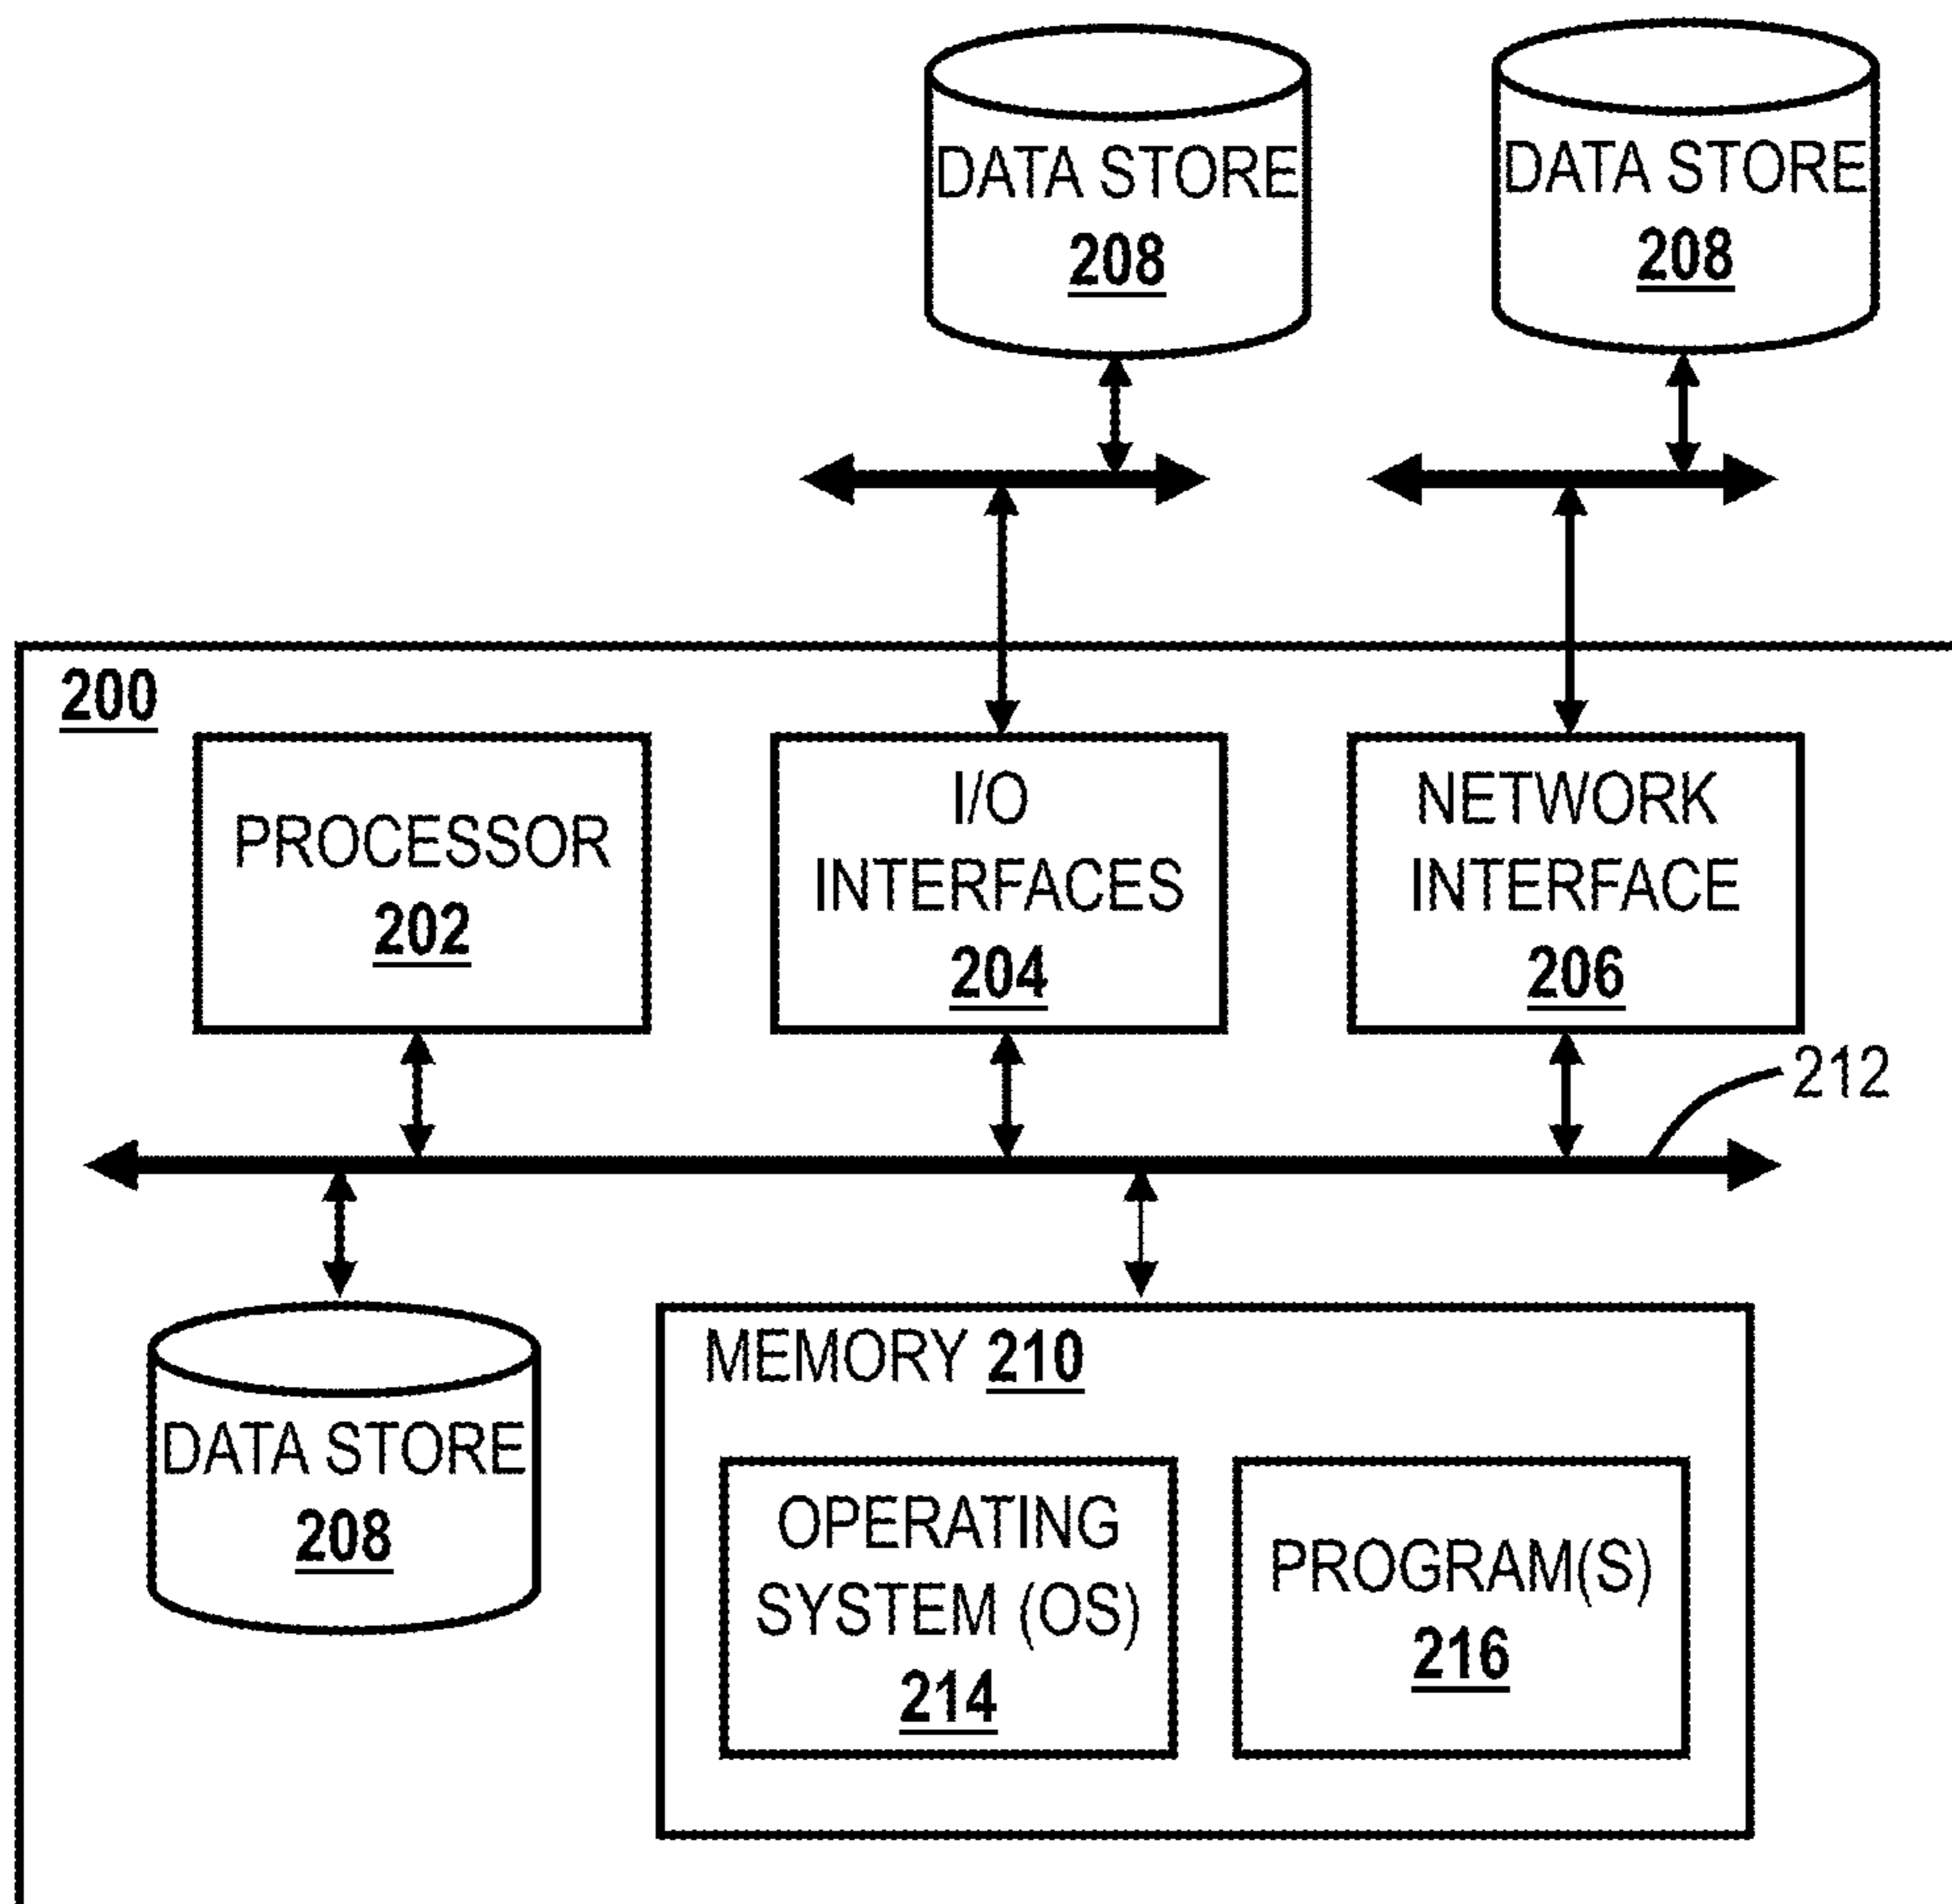 DATA STORE
208
DATA STORE
208
200
PROCESSOR
202
I/O
INTERFACES
204
NETWORK
INTERFACE
206
212
DATA STORE
208
MEMORY 210
OPERATING
SYSTEM (OS)
214
PROGRAM(S)
216